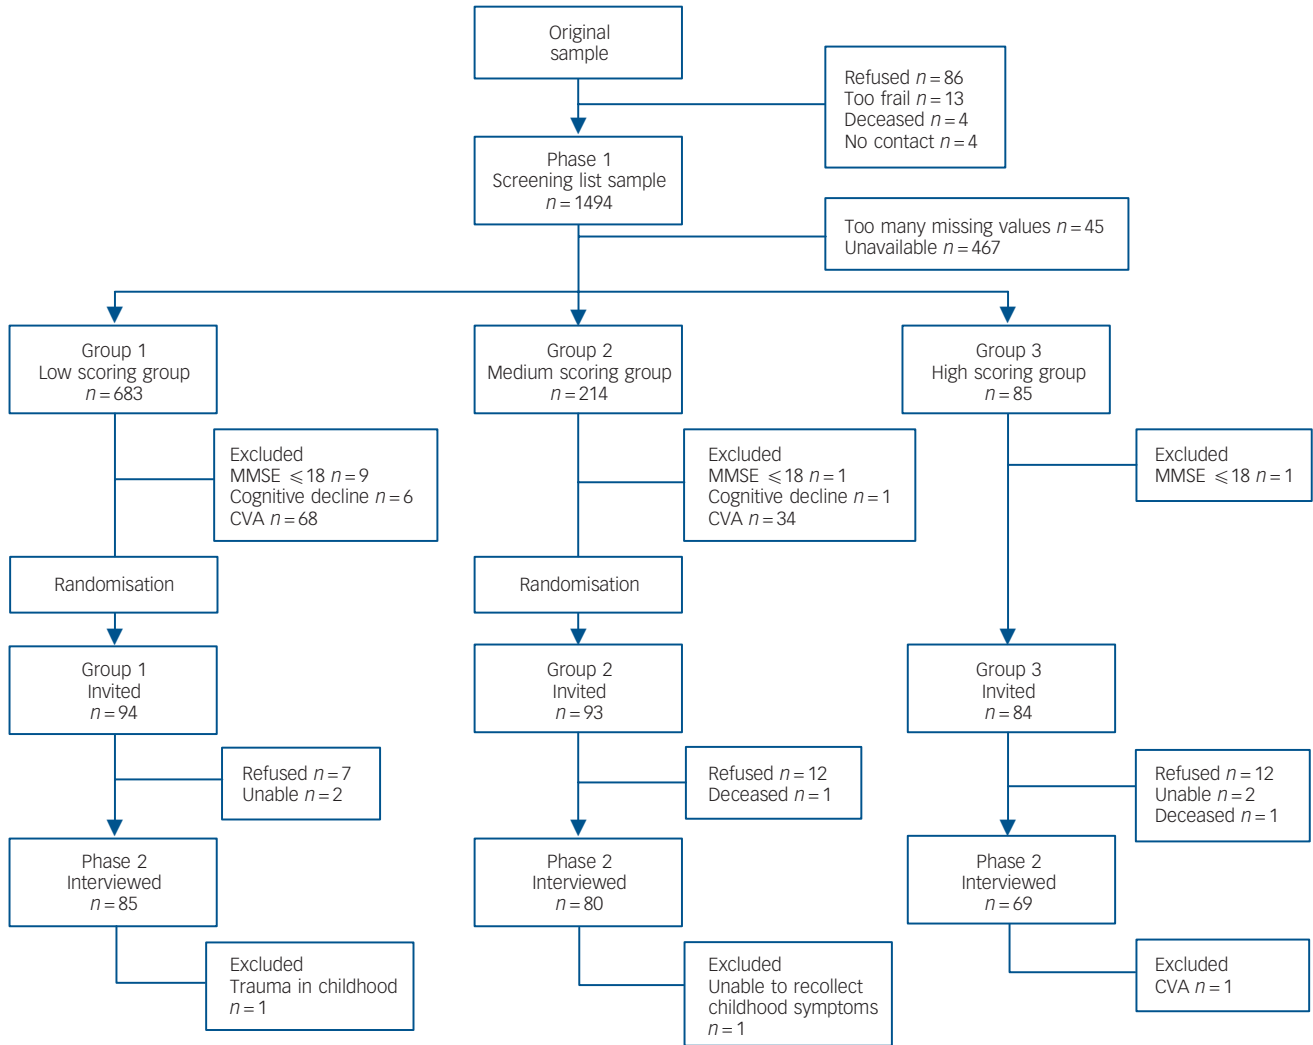 Original
sample
Refused n = 86
Too frail n = 13
Deceased n = 4
No contact n = 4
Phase 1
Screening list sample
n = 1494
Too many missing values n = 45
Unavailable n = 467
Group 1
Low scoring group
n = 683
Group 2
Medium scoring group
n = 214
Group 3
High scoring group
n = 85
Excluded
MMSE ⩽ 18 n = 9
Cognitive decline n = 6
CVA n = 68
Excluded
MMSE ⩽ 18 n = 1
Cognitive decline n = 1
CVA n = 34
Excluded
MMSE ⩽ 18 n = 1
Randomisation
Randomisation
Group 1
Invited
n = 94
Group 2
Invited
n = 93
Group 3
Invited
n = 84
Refused n = 7
Unable n = 2
Refused n = 12
Deceased n = 1
Refused n = 12
Unable n = 2
Deceased n = 1
Phase 2
Interviewed
n = 85
Phase 2
Interviewed
n = 80
Phase 2
Interviewed
n = 69
Excluded
Trauma in childhood
n = 1
Excluded
Unable to recollect
childhood symptoms
n = 1
Excluded
CVA n = 1